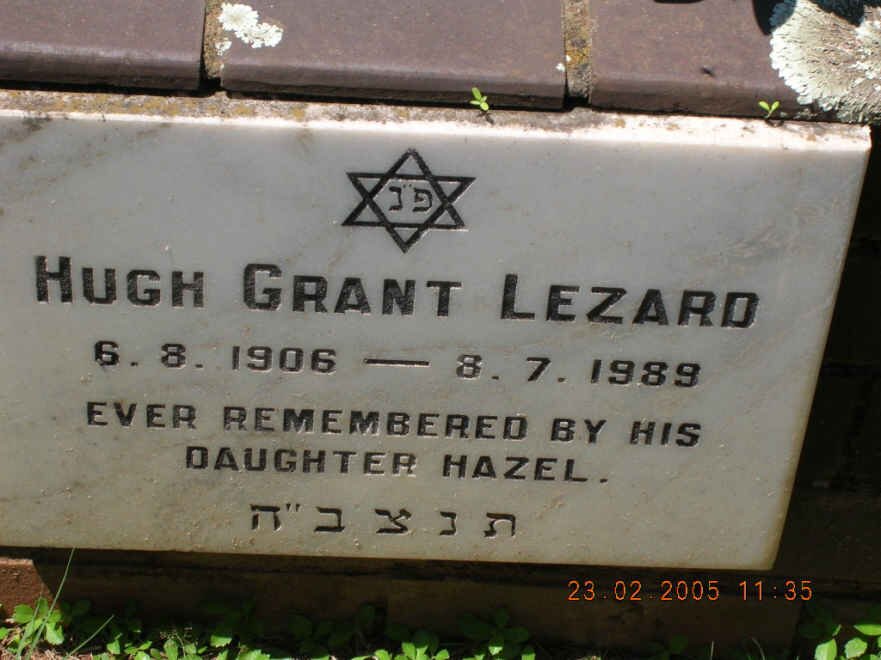 פ"נ
HUGH GRANT LEZARD
6.8.1906 — 8.7.1989
EVER REMEMBERED BY HIS
DAUGHTER HAZEL.
תנצב"ה
23.02.2005 11:35